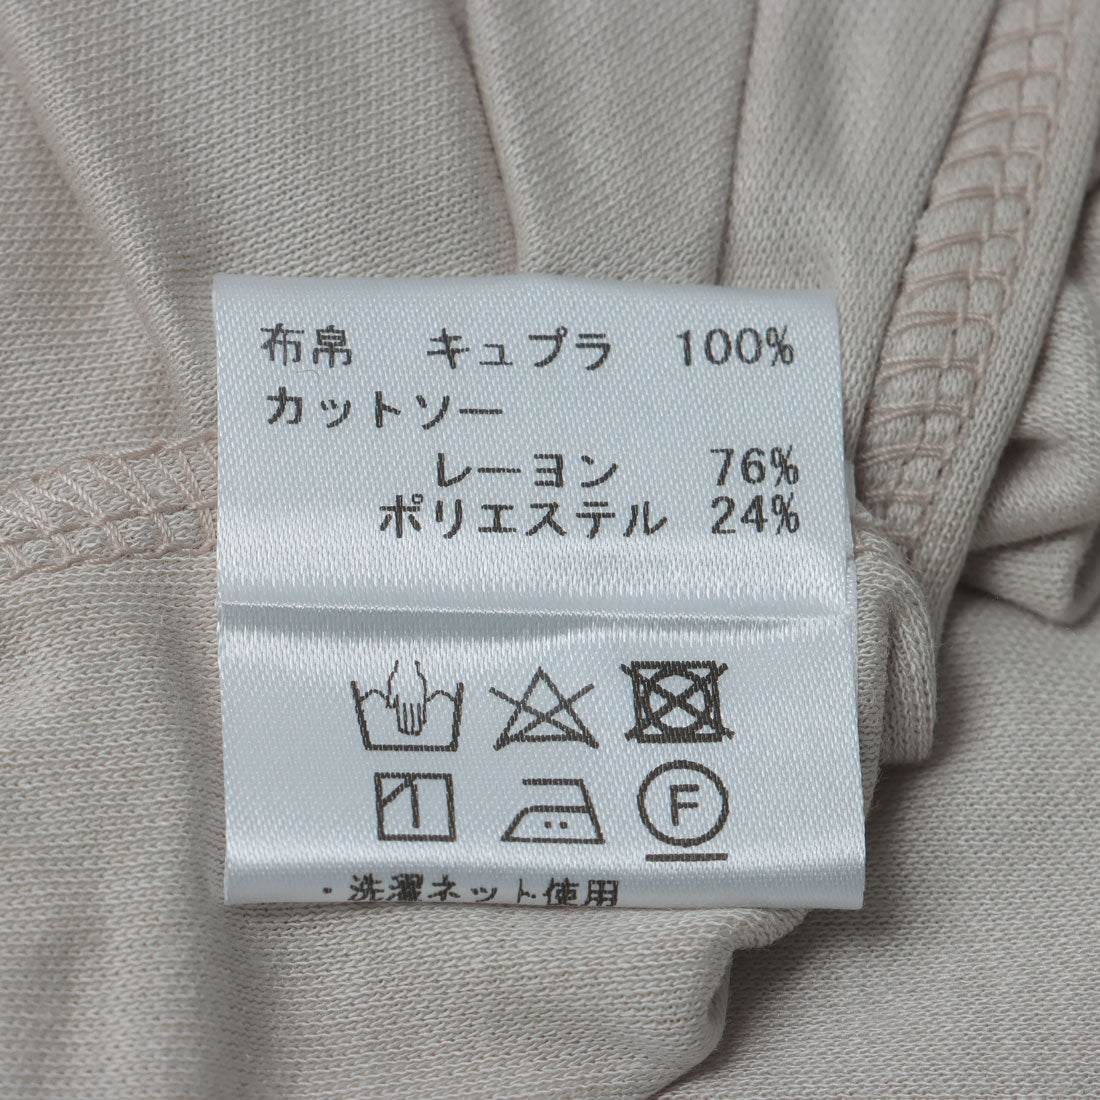 布帛 キュプラ 100%
カットソー
レーヨン 76%
ポリエステル 24%
F
・洗濯ネット使用